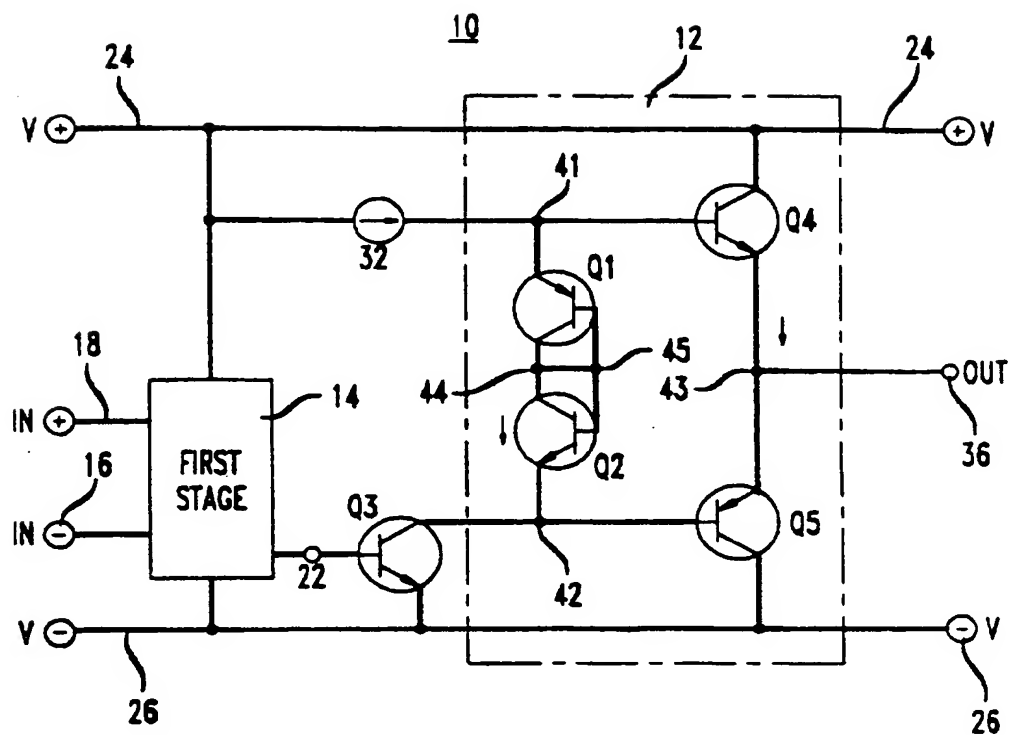 10
24
12
24
V +
+ V
41
Q4
32
Q1
18
14
44
45
43
OUT
IN +
FIRST
STAGE
16
Q2
36
IN -
Q3
Q5
22
42
V -
- V
26
26